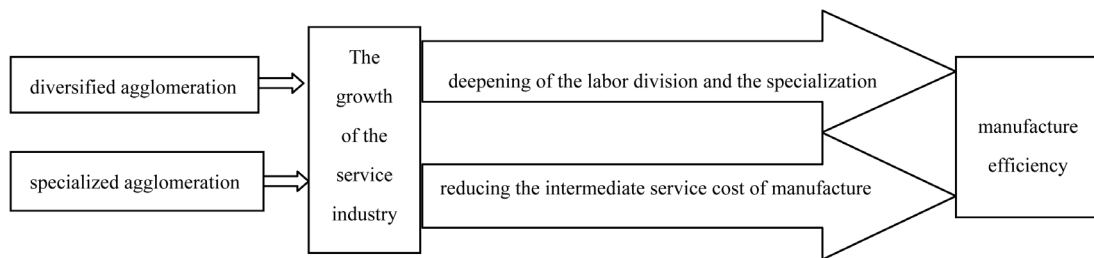 diversified agglomeration
specialized agglomeration
The
growth
of the
service
industry
deepening of the labor division and the specialization
reducing the intermediate service cost of manufacture
manufacture
efficiency